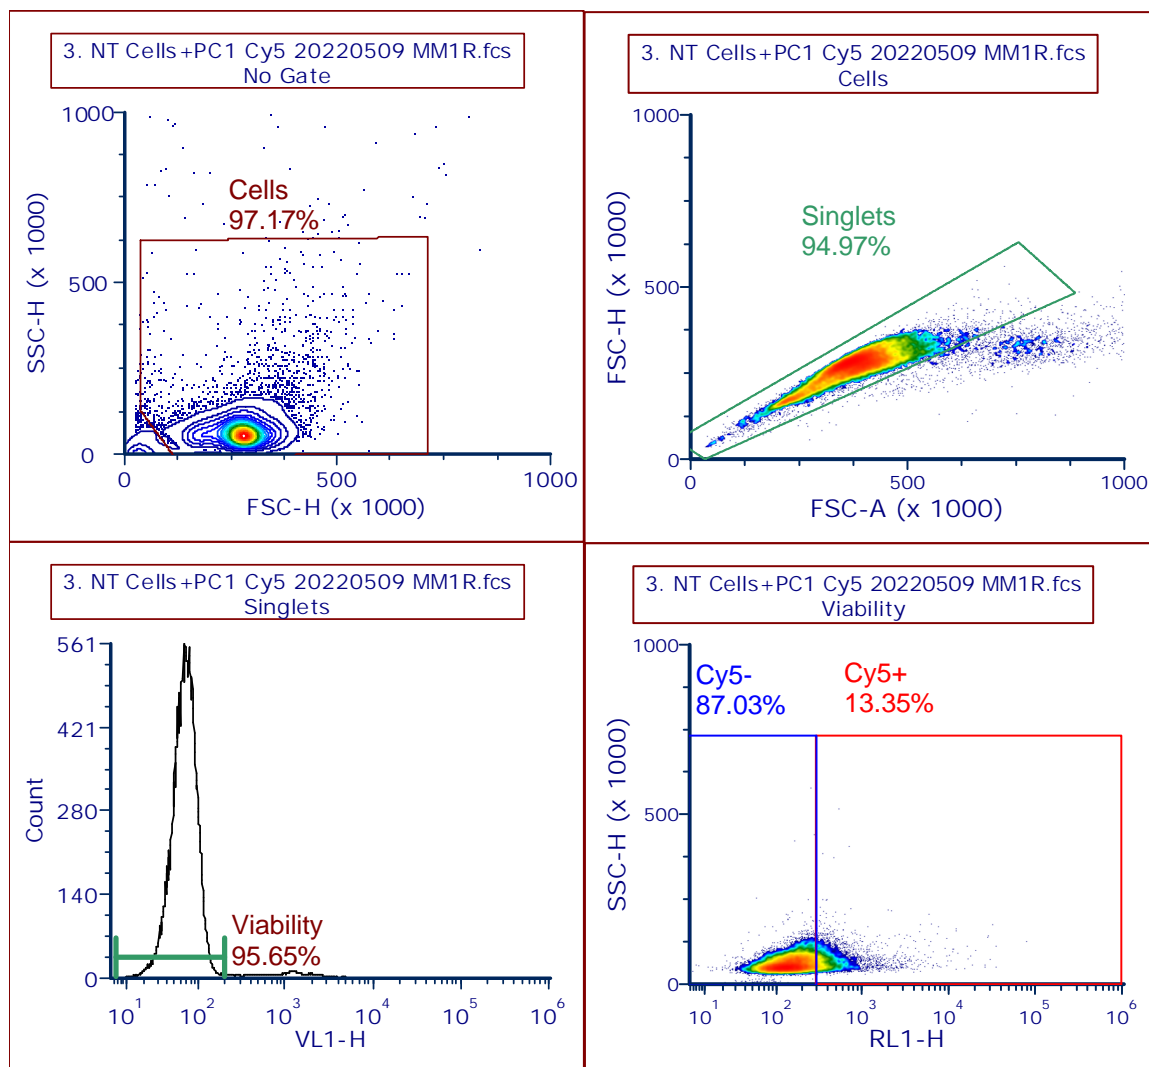 3. NT Cells+PC1 Cy5 20220509 MM1R.fcs
No Gate
1000
500
0
SSC-H (x 1000)
Cells
97.17%
0
500
1000
FSC-H (x 1000)
3. NT Cells+PC1 Cy5 20220509 MM1R.fcs
Cells
1000
500
0
FSC-H (x 1000)
Singlets
94.97%
0
500
1000
FSC-A (x 1000)
3. NT Cells+PC1 Cy5 20220509 MM1R.fcs
Singlets
561
421
280
140
0
Count
Viability
95.65%
10^1
10^2
10^3
10^4
10^5
10^6
VL1-H
3. NT Cells+PC1 Cy5 20220509 MM1R.fcs
Viability
1000
500
0
SSC-H (x 1000)
Cy5-
87.03%
Cy5+
13.35%
10^1
10^2
10^3
10^4
10^5
10^6
RL1-H